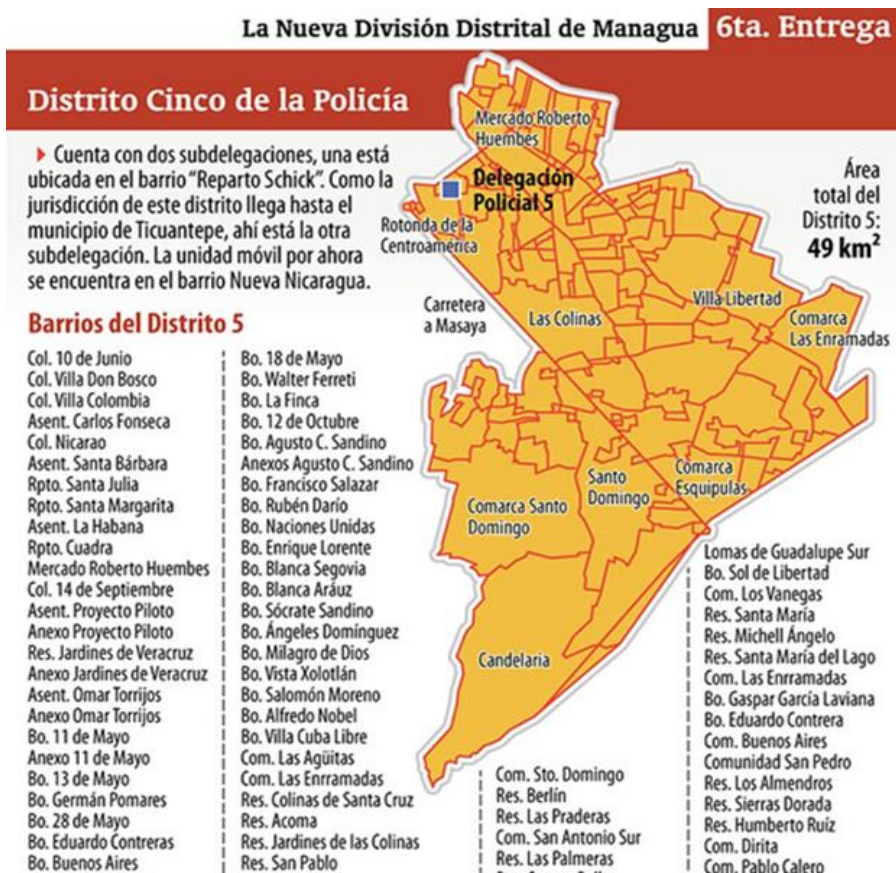 La Nueva División Distrital de Managua 6ta. Entrega
Distrito Cinco de la Policía
Cuenta con dos subdelegaciones, una está
ubicada en el barrio “Reparto Schick”. Como la
jurisdicción de este distrito llega hasta el
municipio de Ticuantepe, ahí está la otra
subdelegación. La unidad móvil por ahora
se encuentra en el barrio Nueva Nicaragua.
Mercado Roberto
Huembes
Delegación
Policial 5
Rotonda de la
Centroamérica
Área
total del
Distrito 5:
49 km²
Carretera
a Masaya
Las Colinas
Villa Libertad
Comarca
Las Enramadas
Comarca Santo
Domingo
Santo
Domingo
Comarca
Esquipulas
Candelaria
Barrios del Distrito 5
Col. 10 de Junio
Col. Villa Don Bosco
Col. Villa Colombia
Asent. Carlos Fonseca
Col. Nicarao
Asent. Santa Bárbara
Rpto. Santa Julia
Rpto. Santa Margarita
Asent. La Habana
Rpto. Cuadra
Mercado Roberto Huembes
Col. 14 de Septiembre
Asent. Proyecto Piloto
Anexo Proyecto Piloto
Res. Jardines de Veracruz
Anexo Jardines de Veracruz
Asent. Omar Torrijos
Anexo Omar Torrijos
Bo. 11 de Mayo
Anexo 11 de Mayo
Bo. 13 de Mayo
Bo. Germán Pomares
Bo. 28 de Mayo
Bo. Eduardo Contreras
Bo. Buenos Aires
Bo. 18 de Mayo
Bo. Walter Ferreti
Bo. La Finca
Bo. 12 de Octubre
Bo. Agusto C. Sandino
Anexos Agusto C. Sandino
Bo. Francisco Salazar
Bo. Rubén Darío
Bo. Naciones Unidas
Bo. Enrique Lorente
Bo. Blanca Segovia
Bo. Blanca Aráuz
Bo. Sócrate Sandino
Bo. Ángeles Domínguez
Bo. Milagro de Dios
Bo. Vista Xolotlán
Bo. Salomón Moreno
Bo. Alfredo Nobel
Bo. Villa Cuba Libre
Com. Las Agüitas
Com. Las Enrramadas
Res. Colinas de Santa Cruz
Res. Acoma
Res. Jardines de las Colinas
Res. San Pablo
Com. Sto. Domingo
Res. Berlín
Res. Las Praderas
Com. San Antonio Sur
Res. Las Palmeras
Lomas de Guadalupe Sur
Bo. Sol de Libertad
Com. Los Vanegas
Res. Santa María
Res. Michell Ángelo
Res. Santa María del Lago
Com. Las Enrramadas
Bo. Gaspar García Laviana
Bo. Eduardo Contrera
Com. Buenos Aires
Comunidad San Pedro
Res. Los Almendros
Res. Sierras Dorada
Res. Humberto Ruíz
Com. Dirita
Com. Pablo Calero